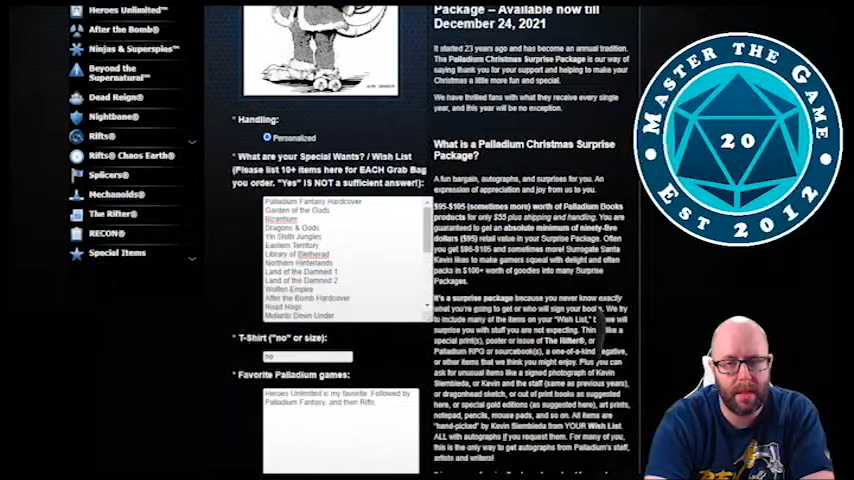 Heroes Unlimited™
After the Bomb®
Ninjas & Superspies™
Beyond the
Supernatural™
Dead Reign®
Nightbane®
Rifts®
Rifts® Chaos Earth®
Splicers®
Mechanoids®
The Rifter®
RECON®
Special Items
* Handling:
Personalized
* What are your Special Wants? / Wish List
(Please list 10+ items here for EACH Grab Bag
you order. "Yes" IS NOT a sufficient answer!):
Palladium Fantasy Hardcover
Garden of the Gods
Bizantium
Dragons & Gods
Yin Sloth Jungles
Eastern Territory
Library of Bletherad
Northern Hinterlands
Land of the Damned 1
Land of the Damned 2
Wolfen Empire
After the Bomb Hardcover
Road Hogs
Mutants Down Under
* T-Shirt ("no" or size):
no
* Favorite Palladium games:
Heroes Unlimited is my favorite. Followed by
Palladium Fantasy, and then Rifts
Package – Available now till
December 24, 2021
It started 23 years ago and has become an annual tradition.
The Palladium Christmas Surprise Package is our way of
saying thank you for your support and helping to make your
Christmas a little more fun and special.
We have thrilled fans with what they receive every single
year, and this year will be no exception.
What is a Palladium Christmas Surprise
Package?
A fun bargain, autographs, and surprises for you. An
expression of appreciation and joy from us to you.
$95-$105 (sometimes more) worth of Palladium Books
products for only $55 plus shipping and handling. You are
guaranteed to get an absolute minimum of ninety-five
dollars ($95) retail value in your Surprise Package. Often
you get $96-$105 and sometimes more! Surrogate Santa
Kevin likes to make gamers squeal with delight and often
packs in $100+ worth of goodies into many Surprise
Packages.
It's a surprise package because you never know exactly
what you're going to get or who will sign your book. We try
to include many of the items on your "Wish List," we will
surprise you with stuff you are not expecting. like a
special print(s), poster or issue of The Rifter®, or
Palladium RPG or sourcebook(s), a one-of-a-kind
or other items that we think you might enjoy. Plus you can
ask for unusual items like a signed photograph of Kevin
Siembieda, or Kevin and the staff (same as previous years),
or dragonhead sketch, or out of print books as suggested
here, or special gold editions (as suggested here), art prints,
notepad, pencils, mouse pads, and so on. All items are
"hand-picked" by Kevin Siembieda from YOUR Wish List.
ALL with autographs if you request them. For many of you,
this is the only way to get autographs from Palladium's staff,
artists and writers!
MASTER THE GAME
20
EST 2012